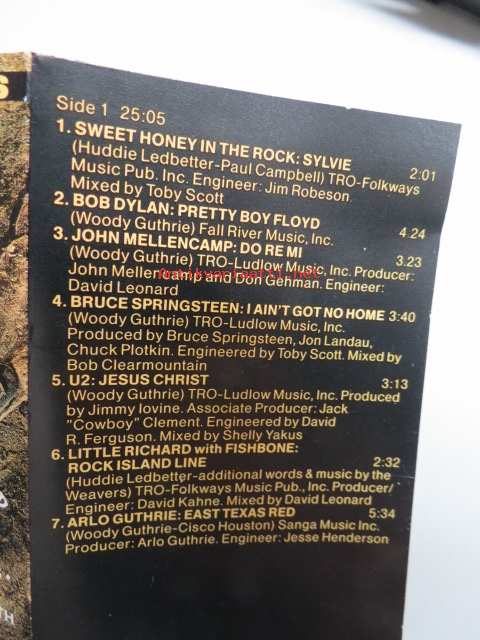 S
Side 1 25:05
1. SWEET HONEY IN THE ROCK: SYLVIE
(Huddie Ledbetter-Paul Campbell) TRO-Folkways 2:01
Music Pub. Inc. Engineer: Jim Robeson.
Mixed by Toby Scott
2. BOB DYLAN: PRETTY BOY FLOYD
(Woody Guthrie) Fall River Music, Inc. 4:24
3. JOHN MELLENCAMP: DO RE MI 3.23
(Woody Guthrie) TRO-Ludlow Music, Inc. Producer:
John Mellencamp and Don Gehman. Engineer:
David Leonard
4. BRUCE SPRINGSTEEN: I AIN'T GOT NO HOME 3:40
(Woody Guthrie) TRO-Ludlow Music, Inc.
Produced by Bruce Springsteen, Jon Landau,
Chuck Plotkin. Engineered by Toby Scott. Mixed by
Bob Clearmountain
5. U2: JESUS CHRIST 3:13
(Woody Guthrie) TRO-Ludlow Music, Inc. Produced
by Jimmy Iovine. Associate Producer: Jack
"Cowboy" Clement. Engineered by David
R. Ferguson. Mixed by Shelly Yakus
6. LITTLE RICHARD with FISHBONE:
ROCK ISLAND LINE 2:32
(Huddie Ledbetter-additional words & music by the
Weavers) TRO-Folkways Music Pub., Inc. Producer/
Engineer: David Kahne. Mixed by David Leonard
7. ARLO GUTHRIE: EAST TEXAS RED 5:34
(Woody Guthrie-Cisco Houston) Sanga Music Inc.
Producer: Arlo Guthrie. Engineer: Jesse Henderson
TH